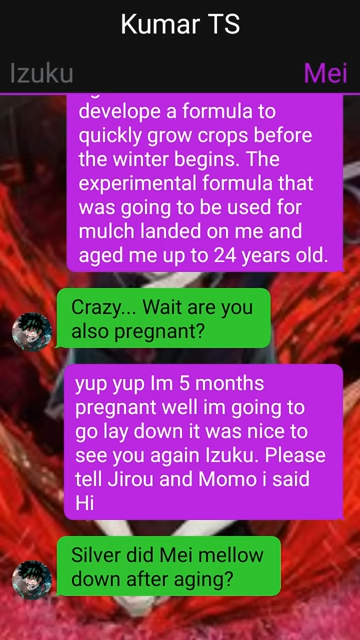 Kumar TS
Izuku
Mei
develope a formula to
quickly grow crops before
the winter begins. The
experimental formula that
was going to be used for
mulch landed on me and
aged me up to 24 years old.
Crazy... Wait are you
also pregnant?
yup yup Im 5 months
pregnant well im going to
go lay down it was nice to
see you again Izuku. Please
tell Jirou and Momo i said
Hi
Silver did Mei mellow
down after aging?